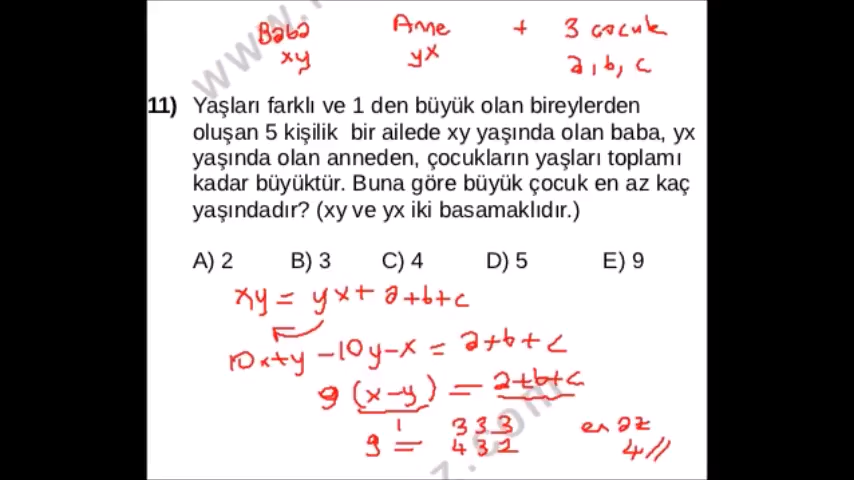 Baba Anne + 3 çocuk
xy yx a, b, c
11) Yaşları farklı ve 1 den büyük olan bireylerden
oluşan 5 kişilik bir ailede xy yaşında olan baba, yx
yaşında olan anneden, çocukların yaşları toplamı
kadar büyüktür. Buna göre büyük çocuk en az kaç
yaşındadır? (xy ve yx iki basamaklıdır.)
A) 2 B) 3 C) 4 D) 5 E) 9
xy = yx + a+b+c
10x+y -10y-x = a+b+c
9 (x-y) = a+b+c
1 3 3 3 en az
9 = 4 3 2 4//